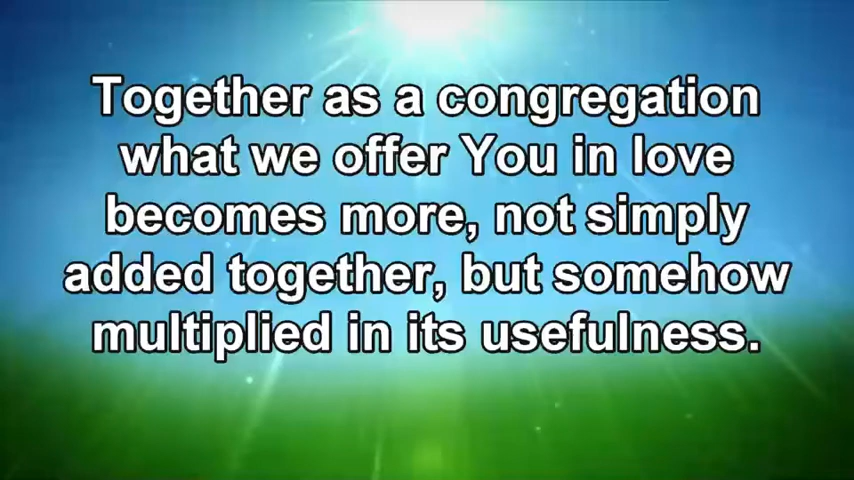 Together as a congregation
what we offer You in love
becomes more, not simply
added together, but somehow
multiplied in its usefulness.